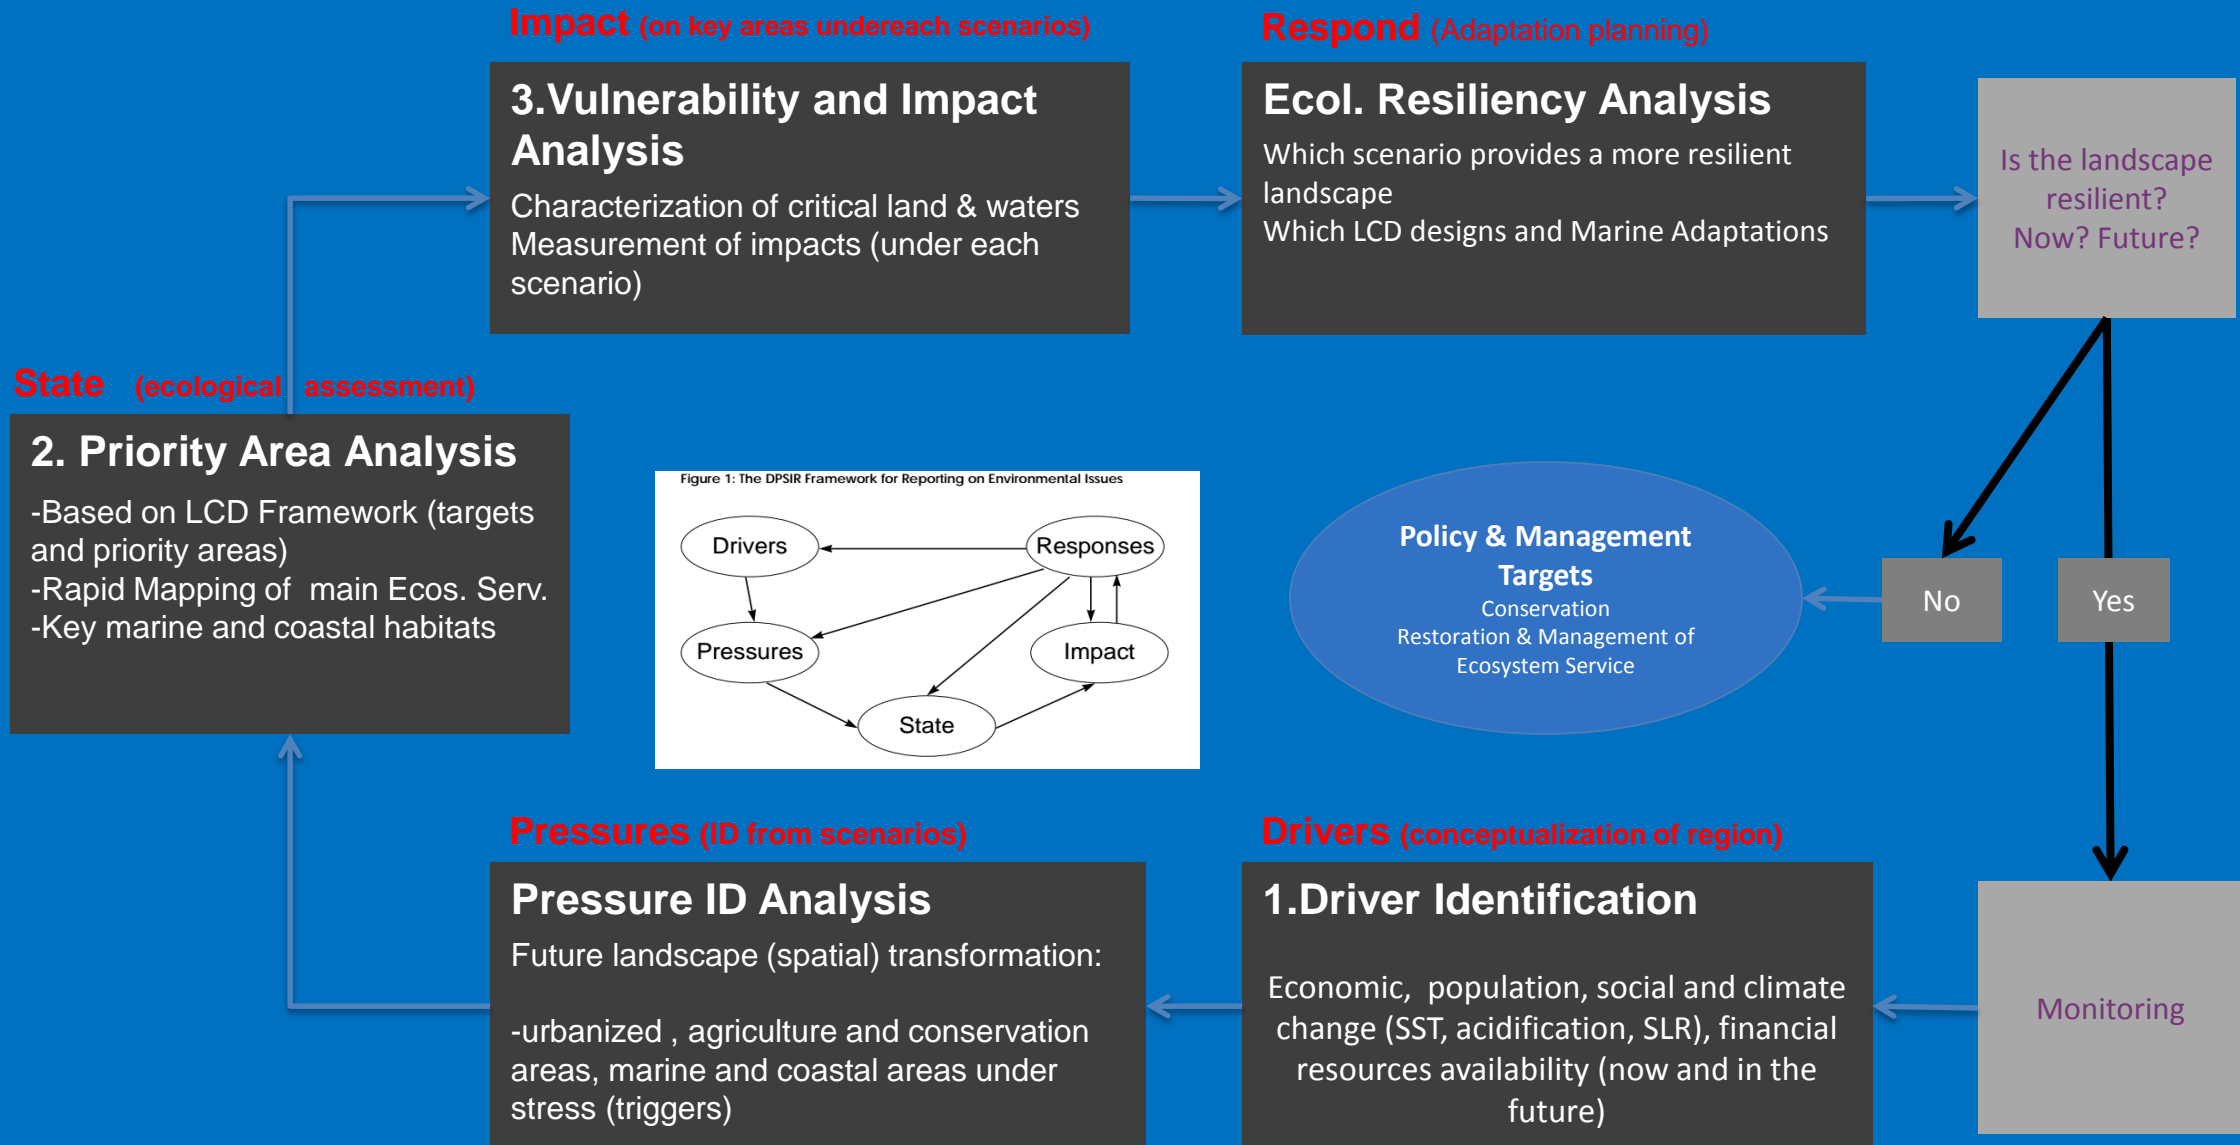 Impact (on key areas undereach scenarios)
3.Vulnerability and Impact
Analysis
Characterization of critical land & waters
Measurement of impacts (under each
scenario)
Respond (Adaptation planning)
Ecol. Resiliency Analysis
Which scenario provides a more resilient
landscape
Which LCD designs and Marine Adaptations
Is the landscape
resilient?
Now? Future?
State (ecological assessment)
2. Priority Area Analysis
-Based on LCD Framework (targets
and priority areas)
-Rapid Mapping of main Ecos. Serv.
-Key marine and coastal habitats
Figure 1: The DPSIR Framework for Reporting on Environmental Issues
Drivers
Responses
Pressures
Impact
State
Policy & Management
Targets
Conservation
Restoration & Management of
Ecosystem Service
No
Yes
Pressures (ID from scenarios)
Pressure ID Analysis
Future landscape (spatial) transformation:
-urbanized , agriculture and conservation
areas, marine and coastal areas under
stress (triggers)
Drivers (conceptualization of region)
1.Driver Identification
Economic, population, social and climate
change (SST, acidification, SLR), financial
resources availability (now and in the
future)
Monitoring